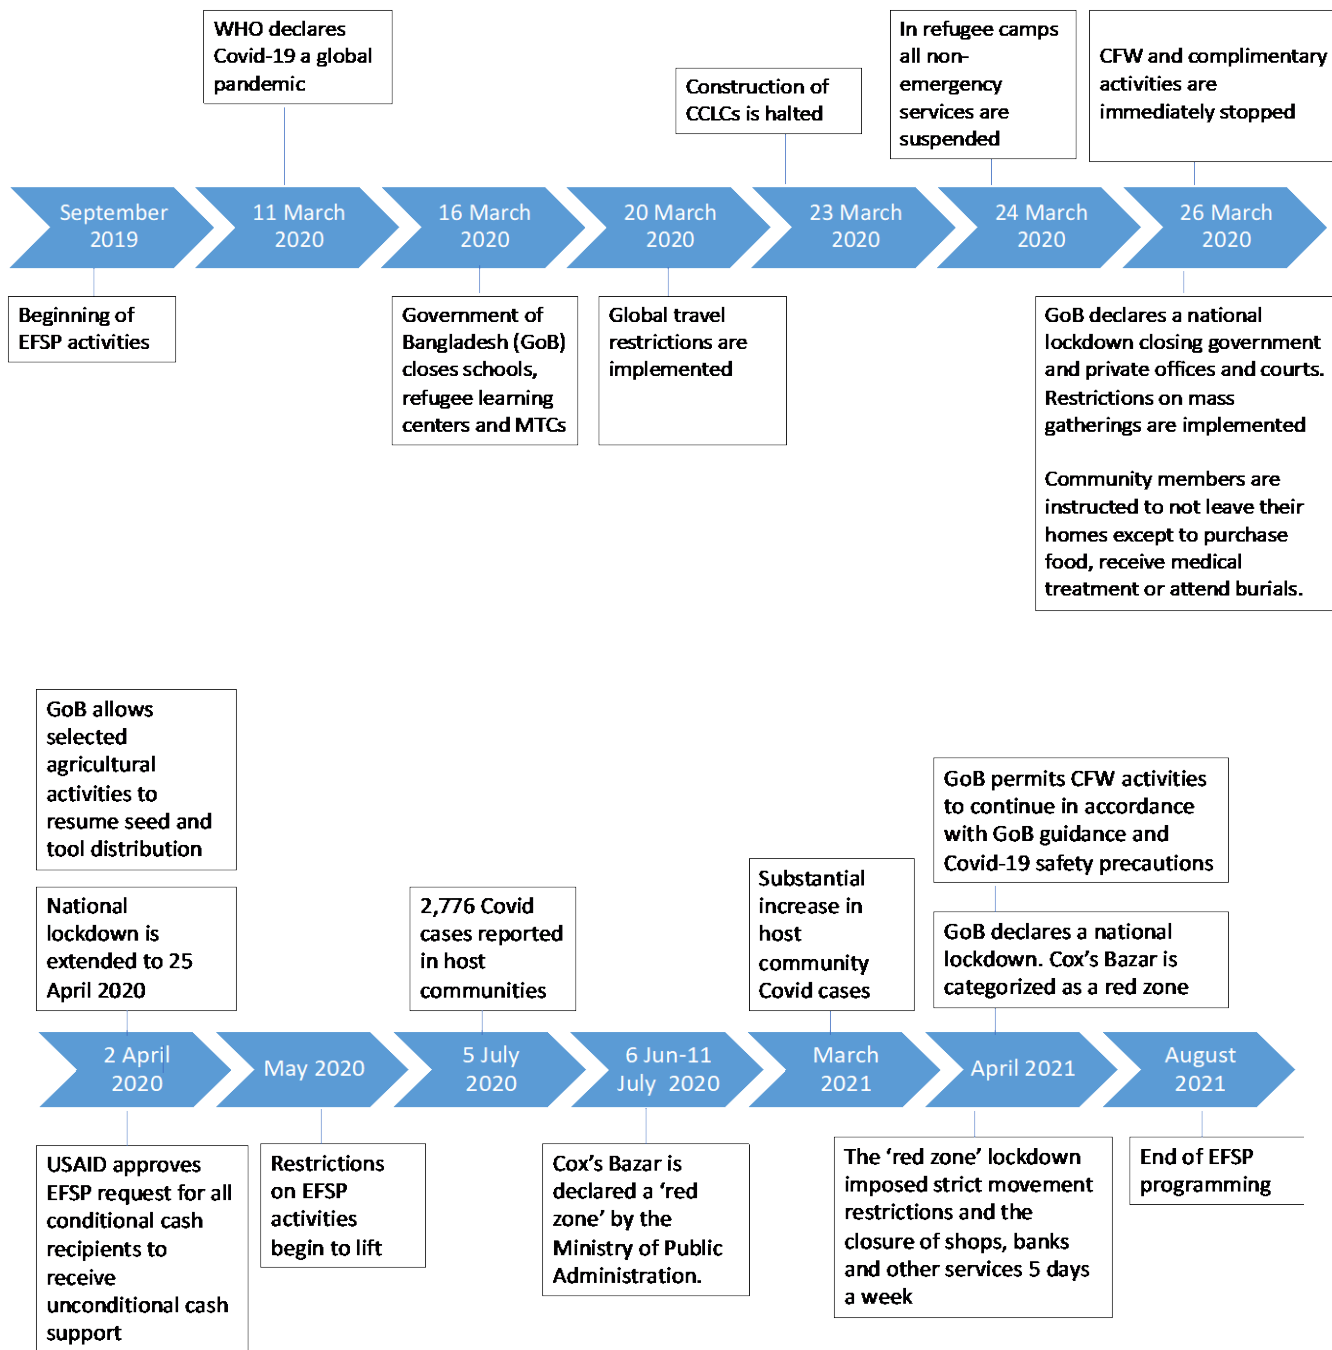 WHO declares
Covid-19 a global
pandemic
Construction of
CCLCs is halted
In refugee camps
all non-
emergency
services are
suspended
CFW and complimentary
activities are
immediately stopped
September
2019
11 March
2020
16 March
2020
20 March
2020
23 March
2020
24 March
2020
26 March
2020
Beginning of
EFSP activities
Government of
Bangladesh (GoB)
closes schools,
refugee learning
centers and MTCs
Global travel
restrictions are
implemented
GoB declares a national
lockdown closing government
and private offices and courts.
Restrictions on mass
gatherings are implemented
Community members are
instructed to not leave their
homes except to purchase
food, receive medical
treatment or attend burials.
GoB allows
selected
agricultural
activities to
resume seed and
tool distribution
National
lockdown is
extended to 25
April 2020
2,776 Covid
cases reported
in host
communities
Substantial
increase in
host
community
Covid cases
GoB permits CFW activities
to continue in accordance
with GoB guidance and
Covid-19 safety precautions
GoB declares a national
lockdown. Cox's Bazar is
categorized as a red zone
2 April
2020
May 2020
5 July
2020
6 Jun-11
July 2020
March
2021
April 2021
August
2021
USAID approves
EFSP request for all
conditional cash
recipients to
receive
unconditional cash
support
Restrictions
on EFSP
activities
begin to lift
Cox's Bazar is
declared a 'red
zone' by the
Ministry of Public
Administration.
The 'red zone' lockdown
imposed strict movement
restrictions and the
closure of shops, banks
and other services 5 days
a week
End of EFSP
programming